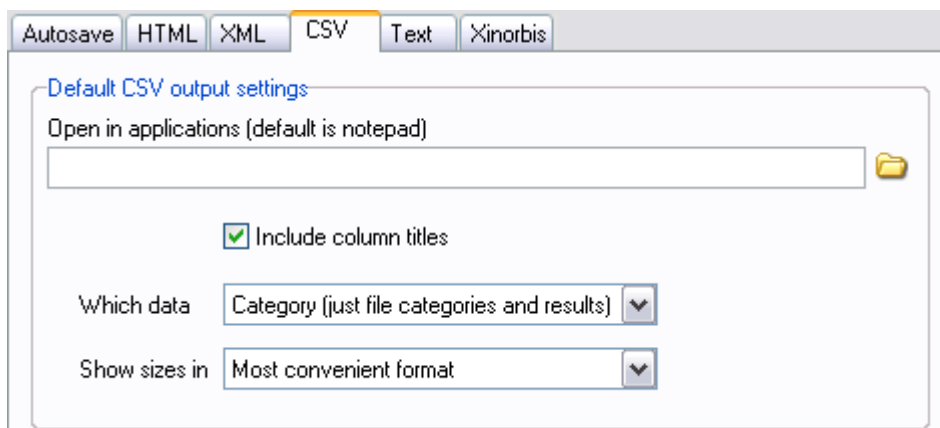 Autosave HTML XML CSV Text Xinorbis
Default CSV output settings
Open in applications (default is notepad)
Include column titles
Which data Category (just file categories and results)
Show sizes in Most convenient format